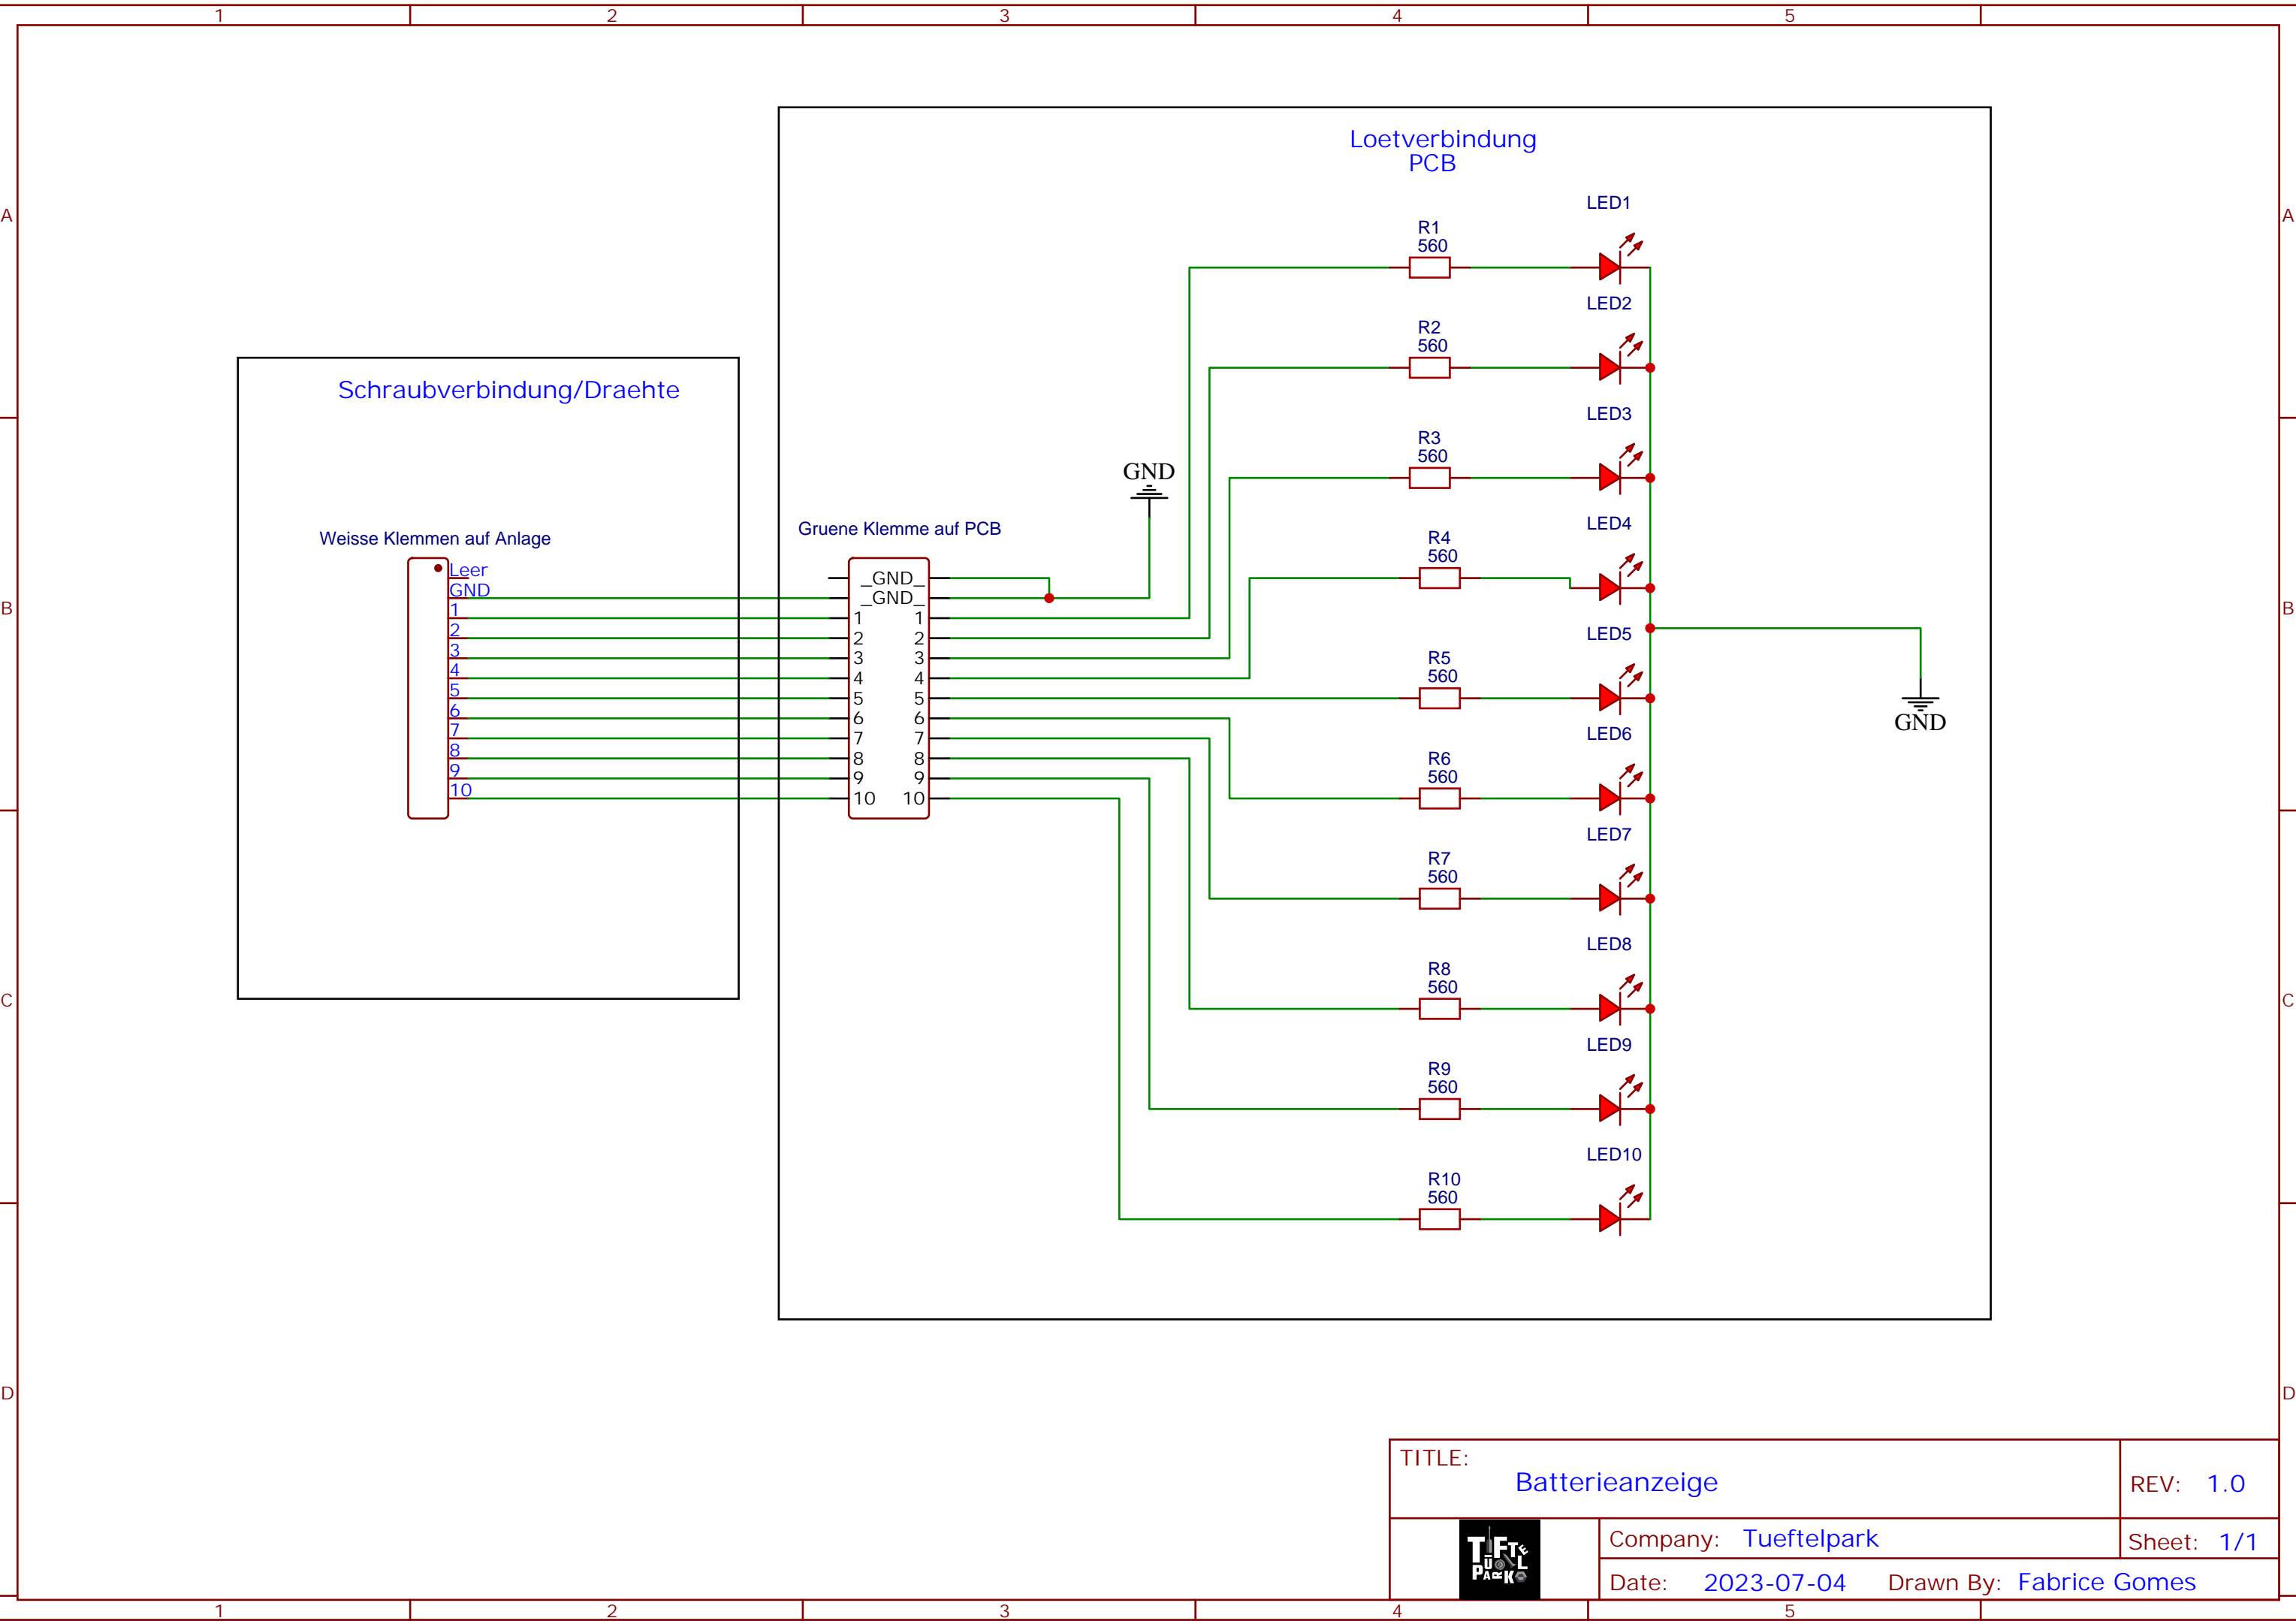 1 2 3 4 5
A A
B B
C C
D D
Loetverbindung
PCB
Schraubverbindung/Draehte
Weisse Klemmen auf Anlage
Leer
GND
1
2
3
4
5
6
7
8
9
10
Gruene Klemme auf PCB
_GND_
_GND_
1 1
2 2
3 3
4 4
5 5
6 6
7 7
8 8
9 9
10 10
GND
R1
560
LED1
R2
560
LED2
R3
560
LED3
R4
560
LED4
R5
560
LED5
R6
560
LED6
R7
560
LED7
R8
560
LED8
R9
560
LED9
R10
560
LED10
GND
TITLE:
Batterieanzeige
REV: 1.0
TÜFTEL
PARK
Company: Tueftelpark
Sheet: 1/1
Date: 2023-07-04 Drawn By: Fabrice Gomes
1 2 3 4 5